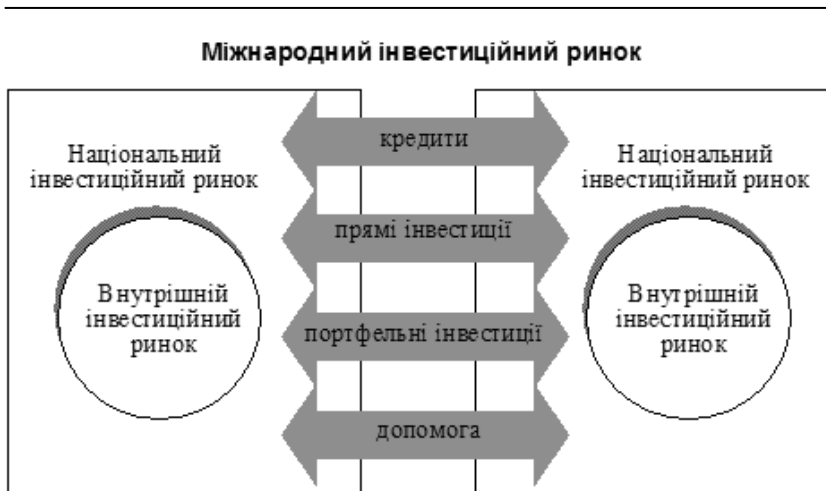 Міжнародний інвестиційний ринок
Національний
інвестиційний ринок
Внутрішній
інвестиційний
ринок
кредити
прямі інвестиції
портфельні інвестиції
допомога
Національний
інвестиційний ринок
Внутрішній
інвестиційний
ринок